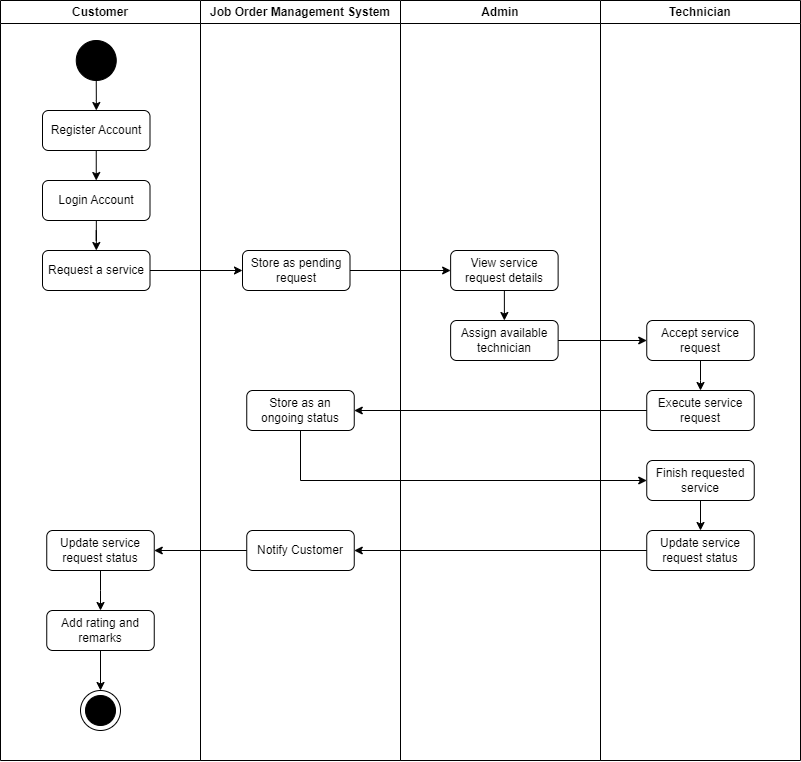 Customer
Job Order Management System
Admin
Technician
Register Account
Login Account
Request a service
Store as pending
request
View service
request details
Assign available
technician
Accept service
request
Store as an
ongoing status
Execute service
request
Finish requested
service
Update service
request status
Notify Customer
Update service
request status
Add rating and
remarks